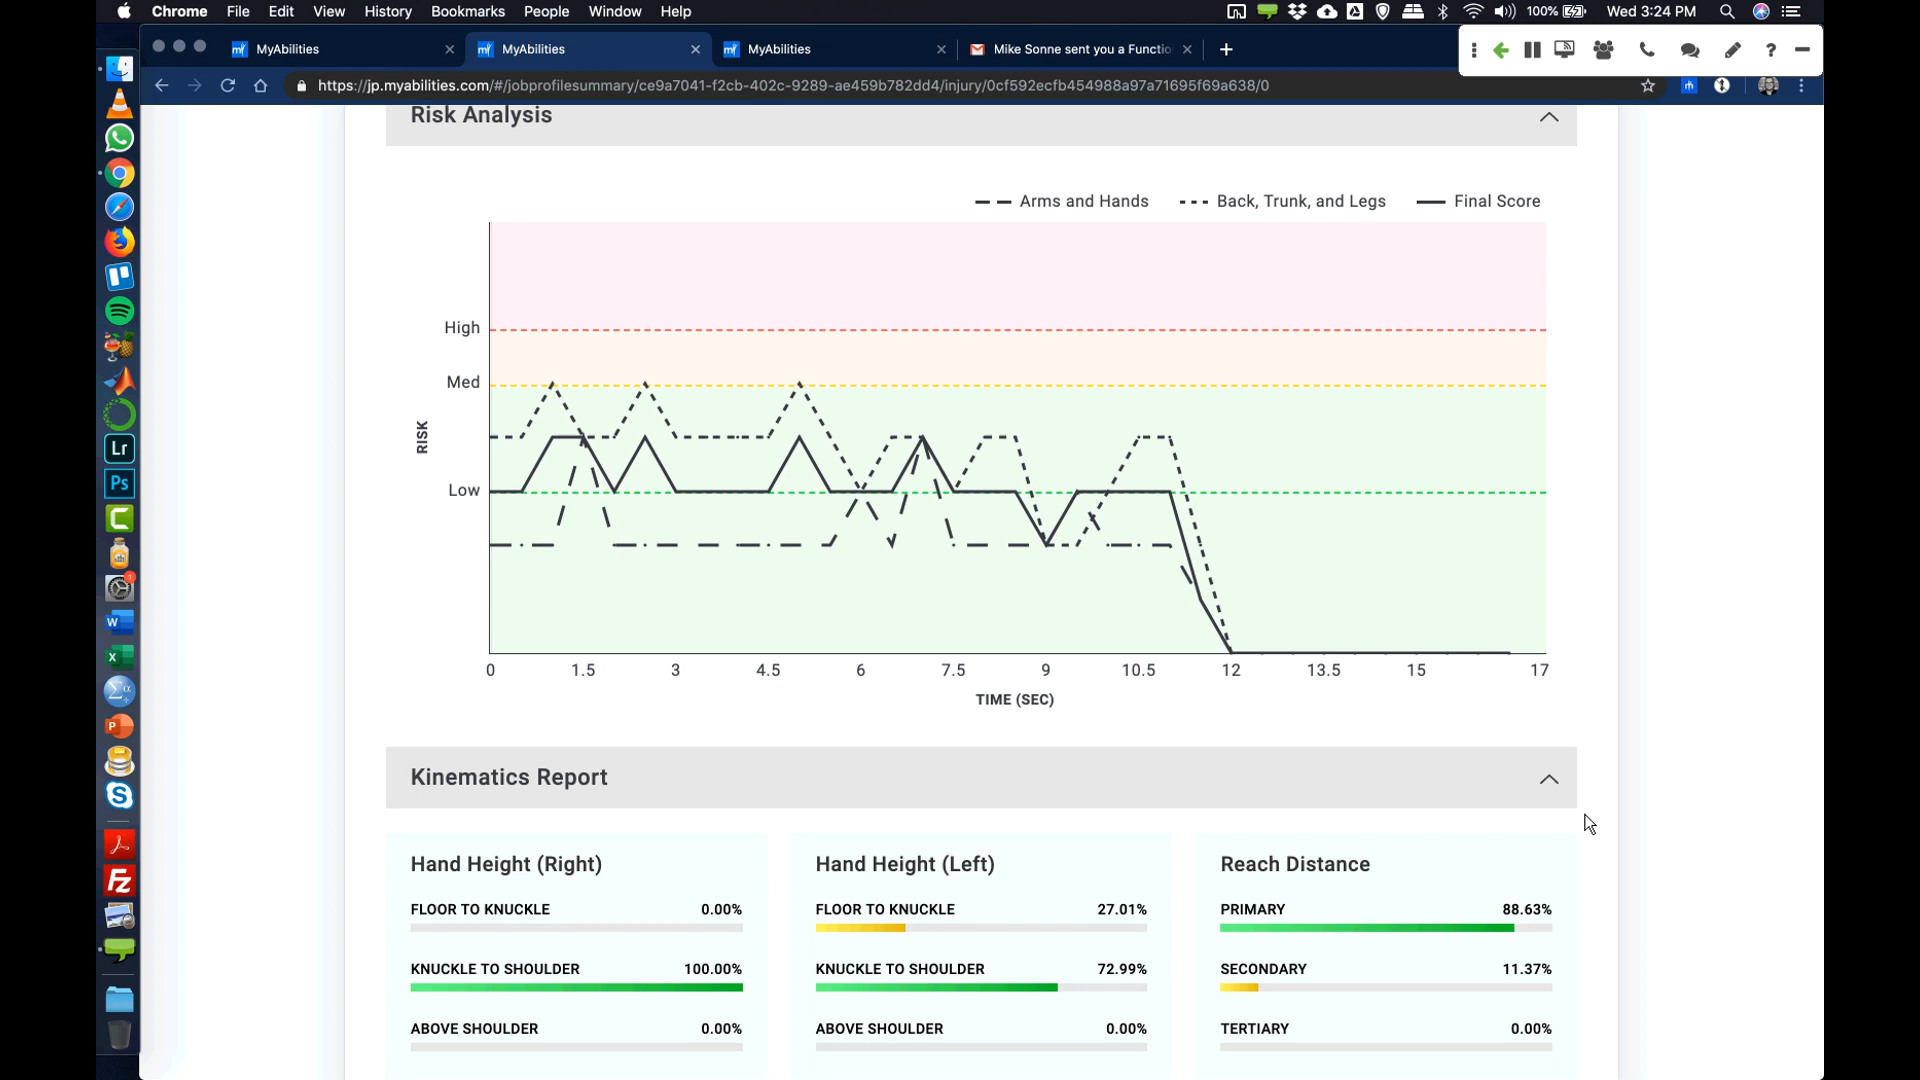 Chrome File Edit View History Bookmarks People Window Help 100% Wed 3:24 PM
MyAbilities MyAbilities MyAbilities Mike Sonne sent you a Functio
https://jp.myabilities.com/#/jobprofilesummary/ce9a7041-f2cb-402c-9289-ae459b782dd4/injury/0cf592ecfb454988a97a71695f69a638/0
Risk Analysis
Arms and Hands Back, Trunk, and Legs Final Score
High
Med
RISK
Low
0 1.5 3 4.5 6 7.5 9 10.5 12 13.5 15 17
TIME (SEC)
Kinematics Report
Hand Height (Right) Hand Height (Left) Reach Distance
FLOOR TO KNUCKLE 0.00% FLOOR TO KNUCKLE 27.01% PRIMARY 88.63%
KNUCKLE TO SHOULDER 100.00% KNUCKLE TO SHOULDER 72.99% SECONDARY 11.37%
ABOVE SHOULDER 0.00% ABOVE SHOULDER 0.00% TERTIARY 0.00%
Lr
Ps